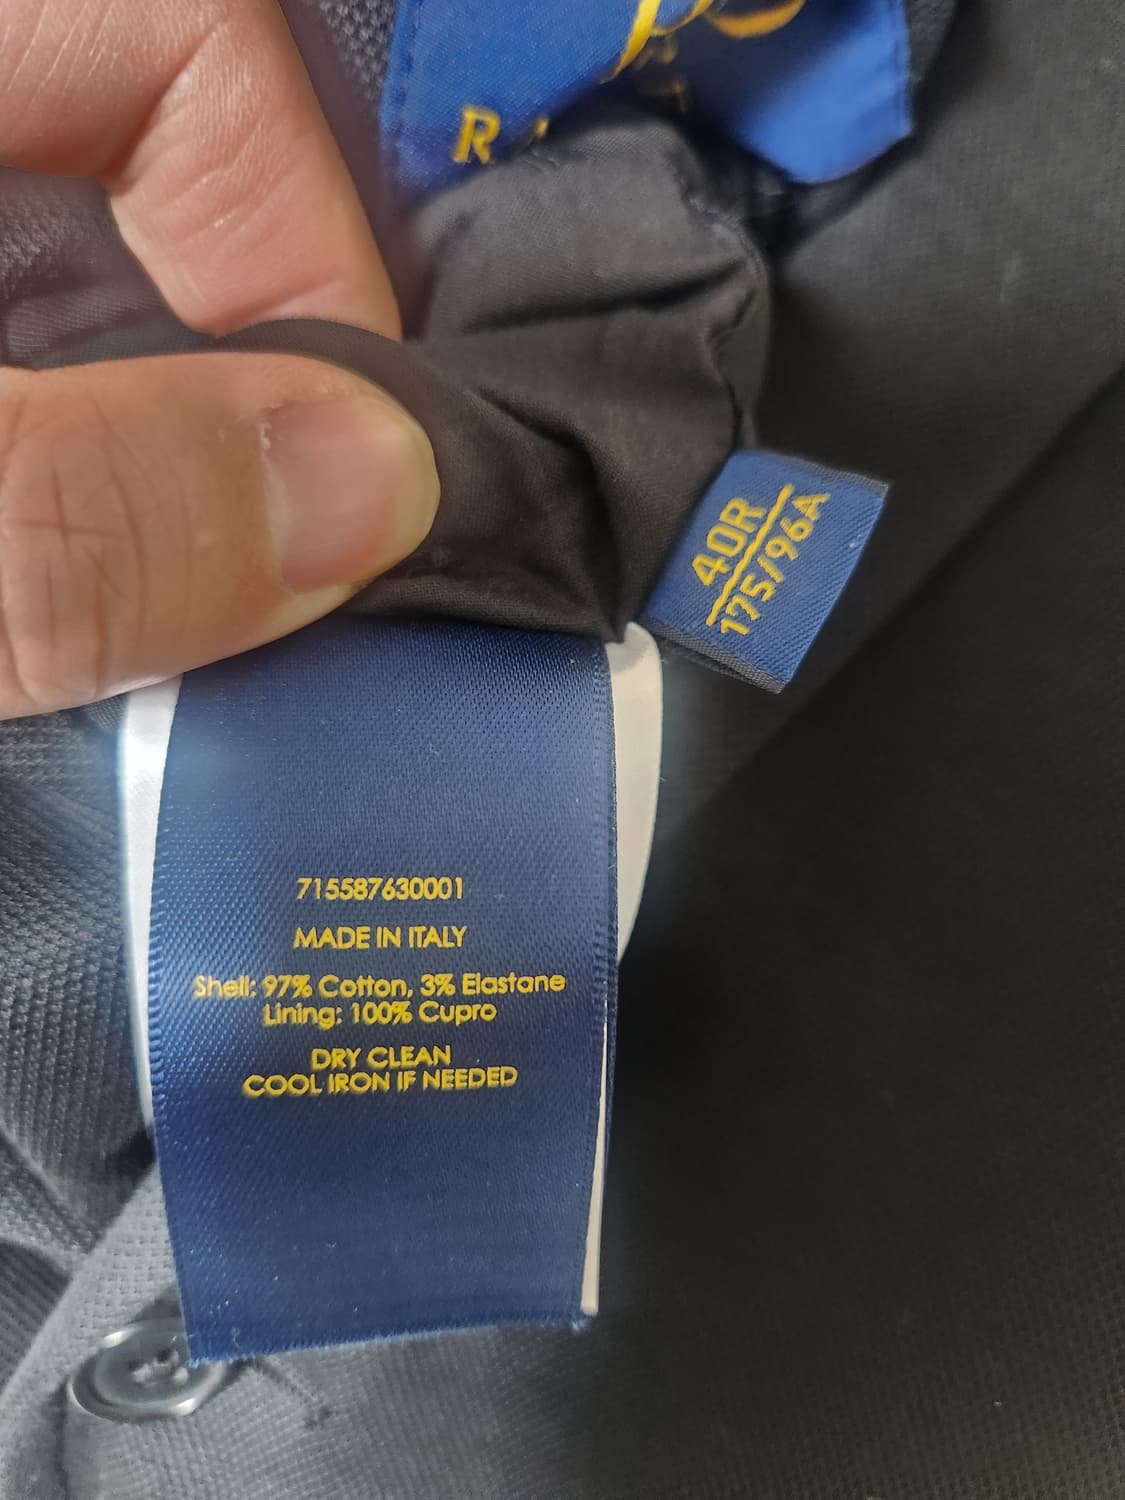 R
40R
175/96A
715587630001
MADE IN ITALY
Shell: 97% Cotton, 3% Elastane
Lining: 100% Cupro
DRY CLEAN
COOL IRON IF NEEDED